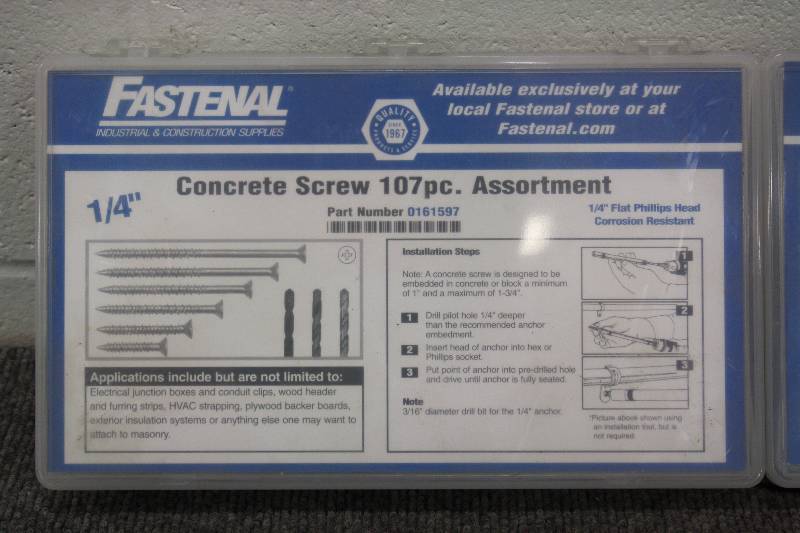 FASTENAL®
INDUSTRIAL & CONSTRUCTION SUPPLIES
QUALITY
SINCE
1967
PRODUCTS & SERVICE
Available exclusively at your
local Fastenal store or at
Fastenal.com
1/4"
Concrete Screw 107pc. Assortment
Part Number 0161597
1/4" Flat Phillips Head
Corrosion Resistant
Applications include but are not limited to:
Electrical junction boxes and conduit clips, wood header
and furring strips, HVAC strapping, plywood backer boards,
exterior insulation systems or anything else one may want to
attach to masonry.
Installation Steps
Note: A concrete screw is designed to be
embedded in concrete or block a minimum
of 1" and a maximum of 1-3/4".
1 Drill pilot hole 1/4" deeper
than the recommended anchor
embedment.
2 Insert head of anchor into hex or
Phillips socket.
3 Put point of anchor into pre-drilled hole
and drive until anchor is fully seated.
Note
3/16" diameter drill bit for the 1/4" anchor.
1
2
3
*Picture above shown using
an installation tool, but is
not required.